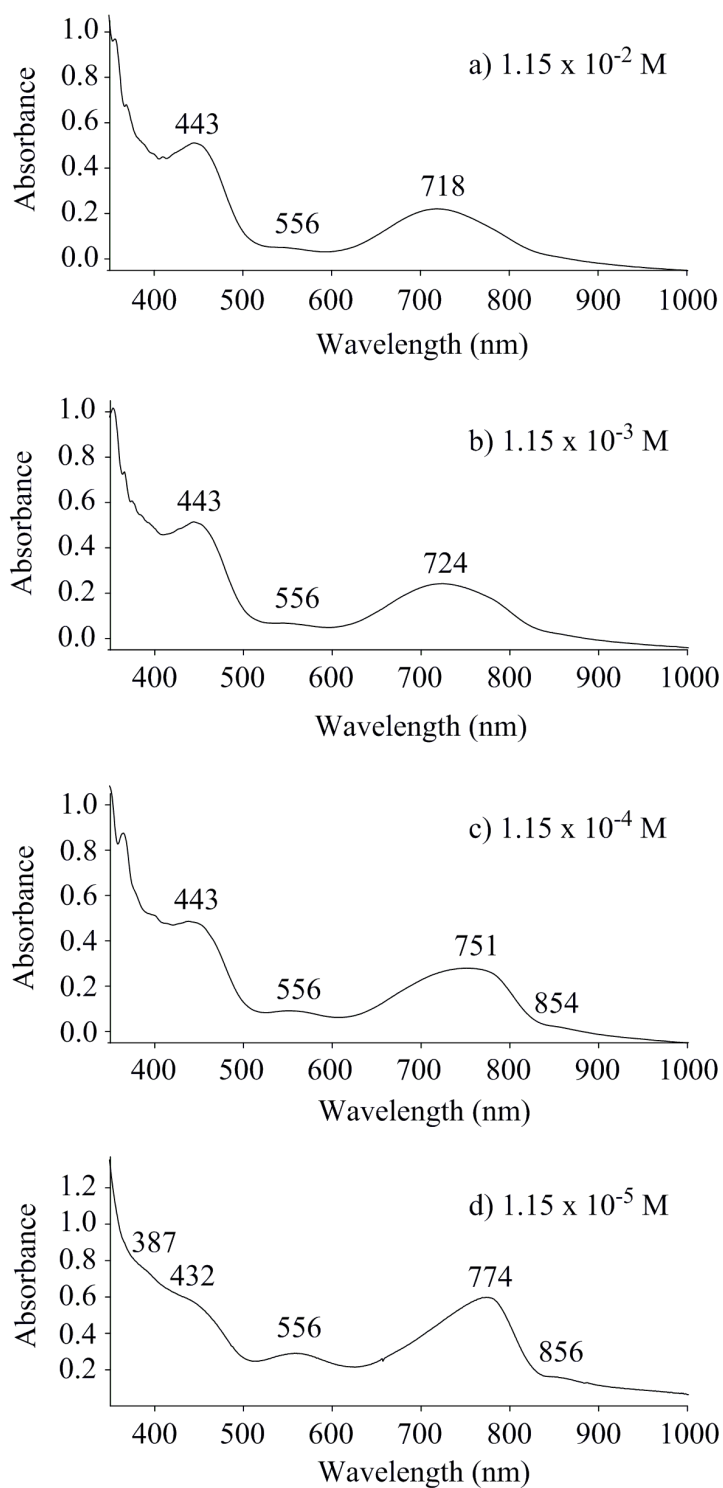 a) 1.15 x 10⁻² M
Absorbance
1.0
0.8
0.6
0.4
0.2
0.0
443
556
718
400 500 600 700 800 900 1000
Wavelength (nm)
b) 1.15 x 10⁻³ M
Absorbance
1.0
0.8
0.6
0.4
0.2
0.0
443
556
724
400 500 600 700 800 900 1000
Wavelength (nm)
c) 1.15 x 10⁻⁴ M
Absorbance
1.0
0.8
0.6
0.4
0.2
0.0
443
556
751
854
400 500 600 700 800 900 1000
Wavelength (nm)
d) 1.15 x 10⁻⁵ M
Absorbance
1.2
1.0
0.8
0.6
0.4
0.2
387
432
556
774
856
400 500 600 700 800 900 1000
Wavelength (nm)